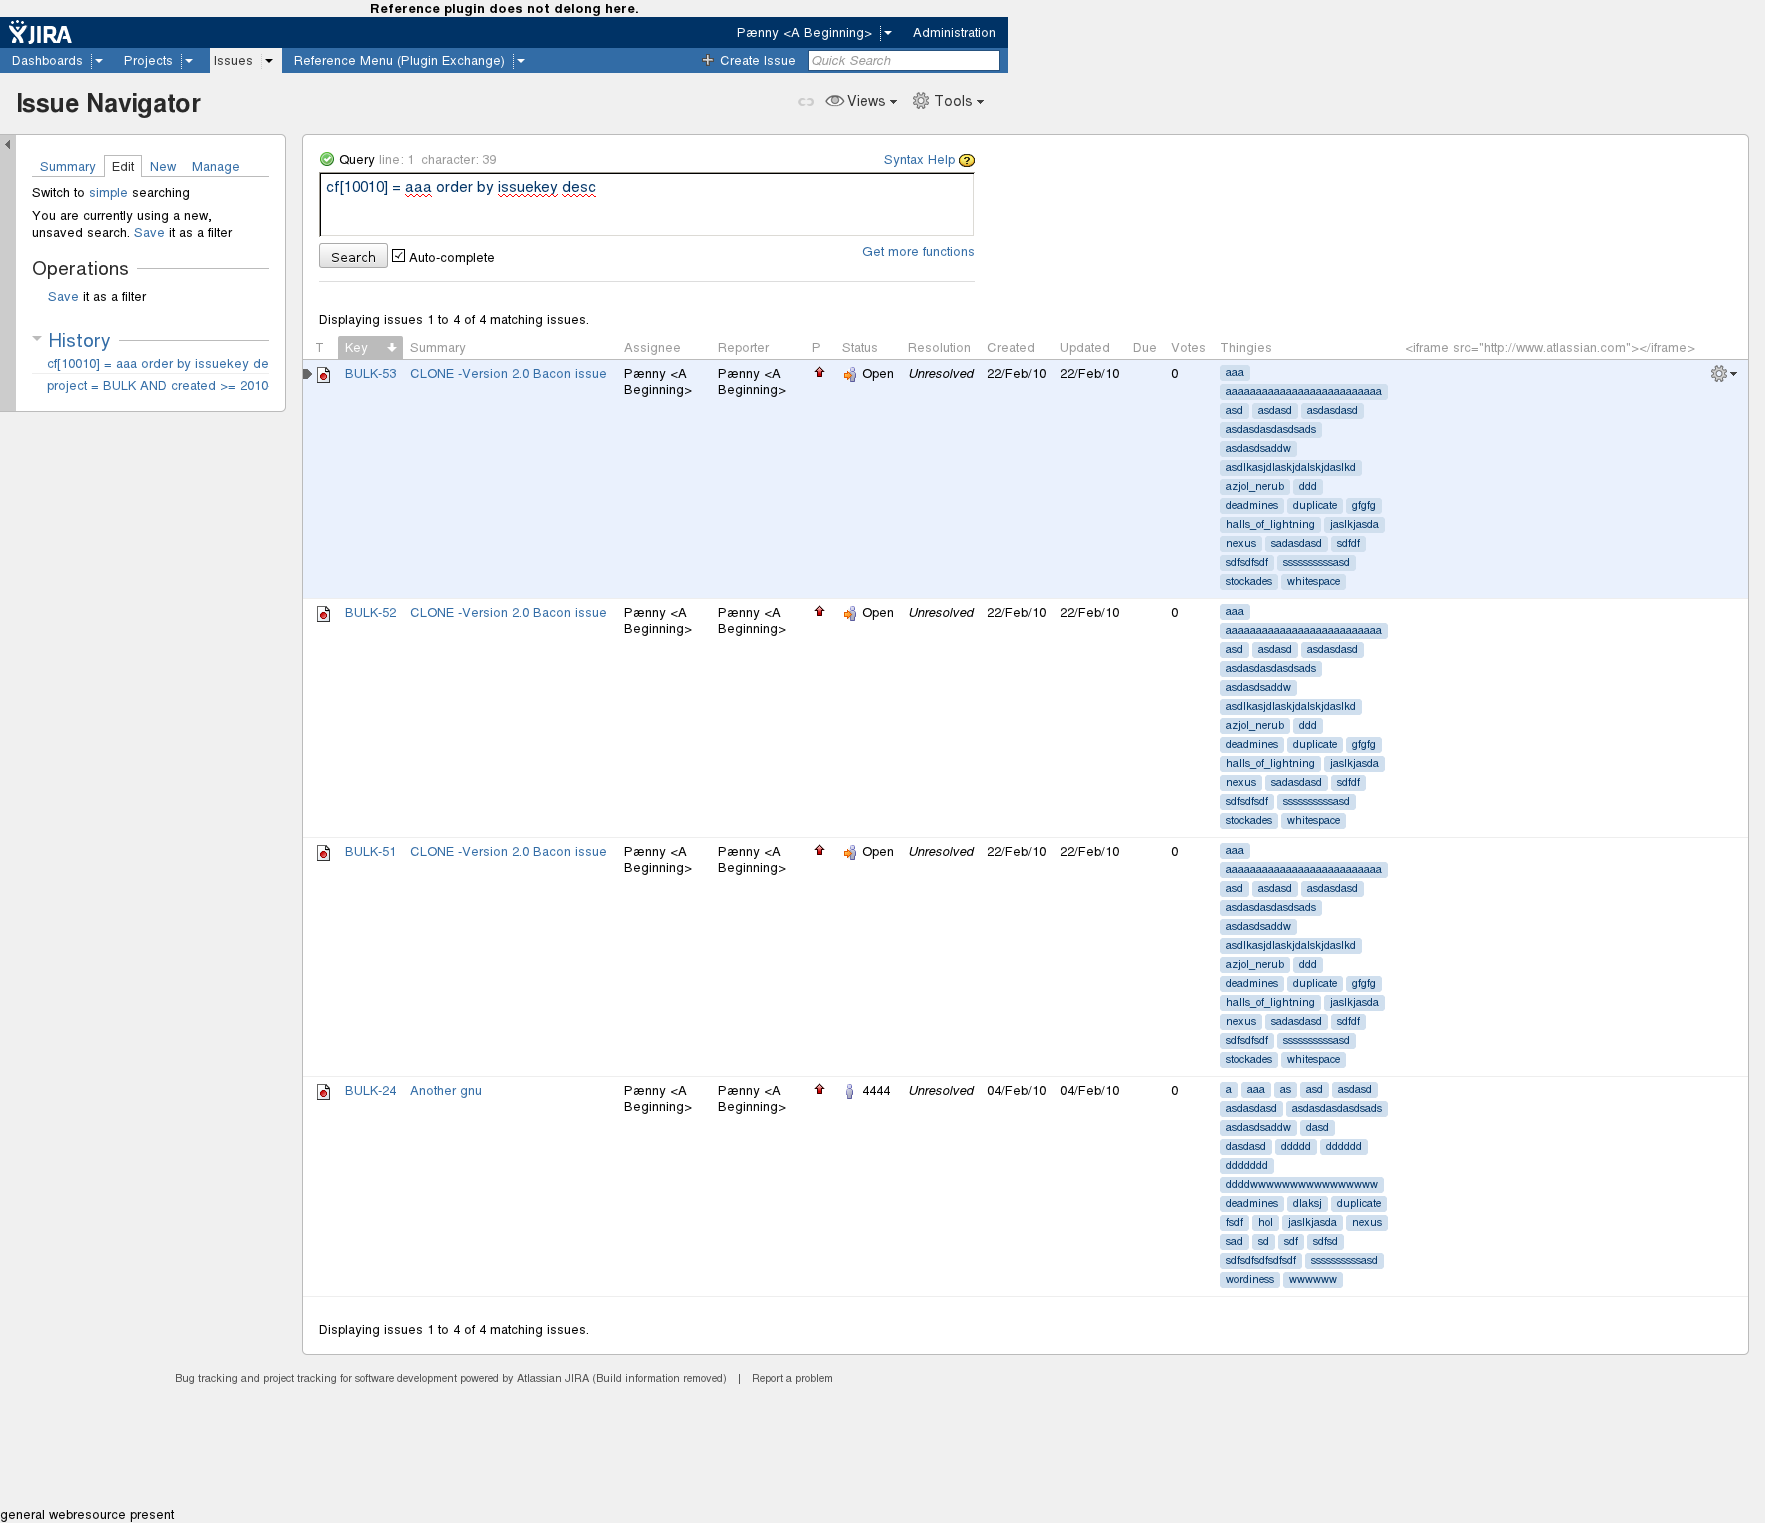 Reference plugin does not delong here.
JIRA
Pænny <A Beginning> Administration
Dashboards Projects Issues Reference Menu (Plugin Exchange) Create Issue Quick Search
Issue Navigator
Views Tools
Summary Edit New Manage
Switch to simple searching
You are currently using a new,
unsaved search. Save it as a filter
Operations
Save it as a filter
History
cf[10010] = aaa order by issuekey de
project = BULK AND created >= 2010
Query line: 1 character: 39 Syntax Help ?
cf[10010] = aaa order by issuekey desc
Search Auto-complete Get more functions
Displaying issues 1 to 4 of 4 matching issues.
T Key Summary Assignee Reporter P Status Resolution Created Updated Due Votes Thingies <iframe src="http://www.atlassian.com"></iframe>
BULK-53 CLONE -Version 2.0 Bacon issue Pænny <A Pænny <A Open Unresolved 22/Feb/10 22/Feb/10 0 aaa
Beginning> Beginning> aaaaaaaaaaaaaaaaaaaaaaaaaa
asd asdasd asdasdasd
asdasdasdasdsads
asdasdsaddw
asdlkasjdlaskjdalskjdaslkd
azjol_nerub ddd
deadmines duplicate gfgfg
halls_of_lightning jaslkjasda
nexus sadasdasd sdfdf
sdfsdfsdf ssssssssssasd
stockades whitespace
BULK-52 CLONE -Version 2.0 Bacon issue Pænny <A Pænny <A Open Unresolved 22/Feb/10 22/Feb/10 0 aaa
Beginning> Beginning> aaaaaaaaaaaaaaaaaaaaaaaaaa
asd asdasd asdasdasd
asdasdasdasdsads
asdasdsaddw
asdlkasjdlaskjdalskjdaslkd
azjol_nerub ddd
deadmines duplicate gfgfg
halls_of_lightning jaslkjasda
nexus sadasdasd sdfdf
sdfsdfsdf ssssssssssasd
stockades whitespace
BULK-51 CLONE -Version 2.0 Bacon issue Pænny <A Pænny <A Open Unresolved 22/Feb/10 22/Feb/10 0 aaa
Beginning> Beginning> aaaaaaaaaaaaaaaaaaaaaaaaaa
asd asdasd asdasdasd
asdasdasdasdsads
asdasdsaddw
asdlkasjdlaskjdalskjdaslkd
azjol_nerub ddd
deadmines duplicate gfgfg
halls_of_lightning jaslkjasda
nexus sadasdasd sdfdf
sdfsdfsdf ssssssssssasd
stockades whitespace
BULK-24 Another gnu Pænny <A Pænny <A 4444 Unresolved 04/Feb/10 04/Feb/10 0 a aaa as asd asdasd
Beginning> Beginning> asdasdasd asdasdasdasdsads
asdasdsaddw dasd
dasdasd ddddd dddddd
ddddddd
ddddwwwwwwwwwwwwwwww
deadmines dlaksj duplicate
fsdf hol jaslkjasda nexus
sad sd sdf sdfsd
sdfsdfsdfsdfsdf ssssssssssasd
wordiness wwwwww
Displaying issues 1 to 4 of 4 matching issues.
Bug tracking and project tracking for software development powered by Atlassian JIRA (Build information removed) | Report a problem
general webresource present